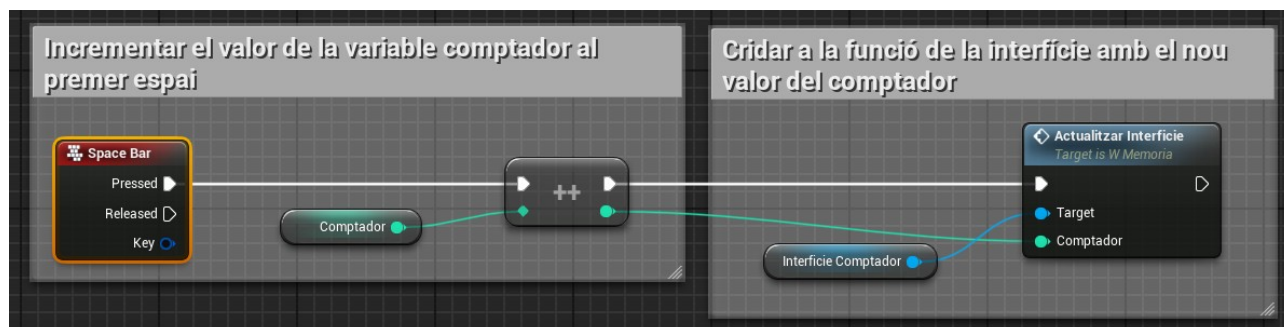 Incrementar el valor de la variable comptador al
premer espai
Space Bar
Pressed
Released
Key
Comptador
++
Cridar a la funció de la interfície amb el nou
valor del comptador
Actualitzar Interficie
Target is W Memoria
Target
Comptador
Interficie Comptador